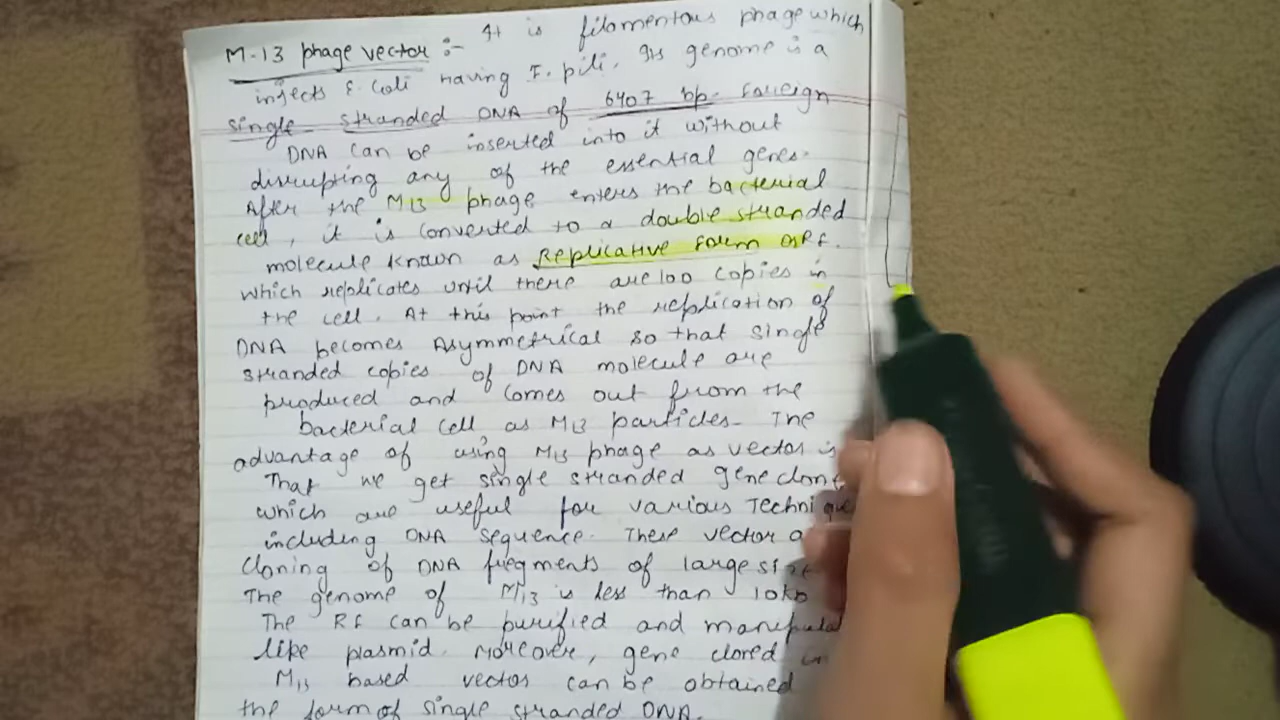 M-13 phage vector :- It is filamentous phage which
injects E. Coli having F. pili. Its genome is a
single stranded DNA of 6407 bp. Foreign
DNA can be inserted into it without
disrupting any of the essential genes.
After the M13 phage enters the bacterial
cell, it is converted to a double stranded
molecule known as Replicative form or RF.
which replicates until there are 100 copies in
the cell. At this point the replication of
DNA becomes Asymmetrical so that single
stranded copies of DNA molecule are
produced and comes out from the
bacterial cell as M13 particles. The
advantage of using M13 phage as vector is
That we get single stranded gene clone
which are useful for various Techniqu
including DNA sequence. These vector a
cloning of DNA fregments of large siz
The genome of M13 is less than 10kb
The RF can be purified and manipulat
like plasmid. Moreover, gene cloned in
M13 based vector can be obtained
the form of single stranded DNA.